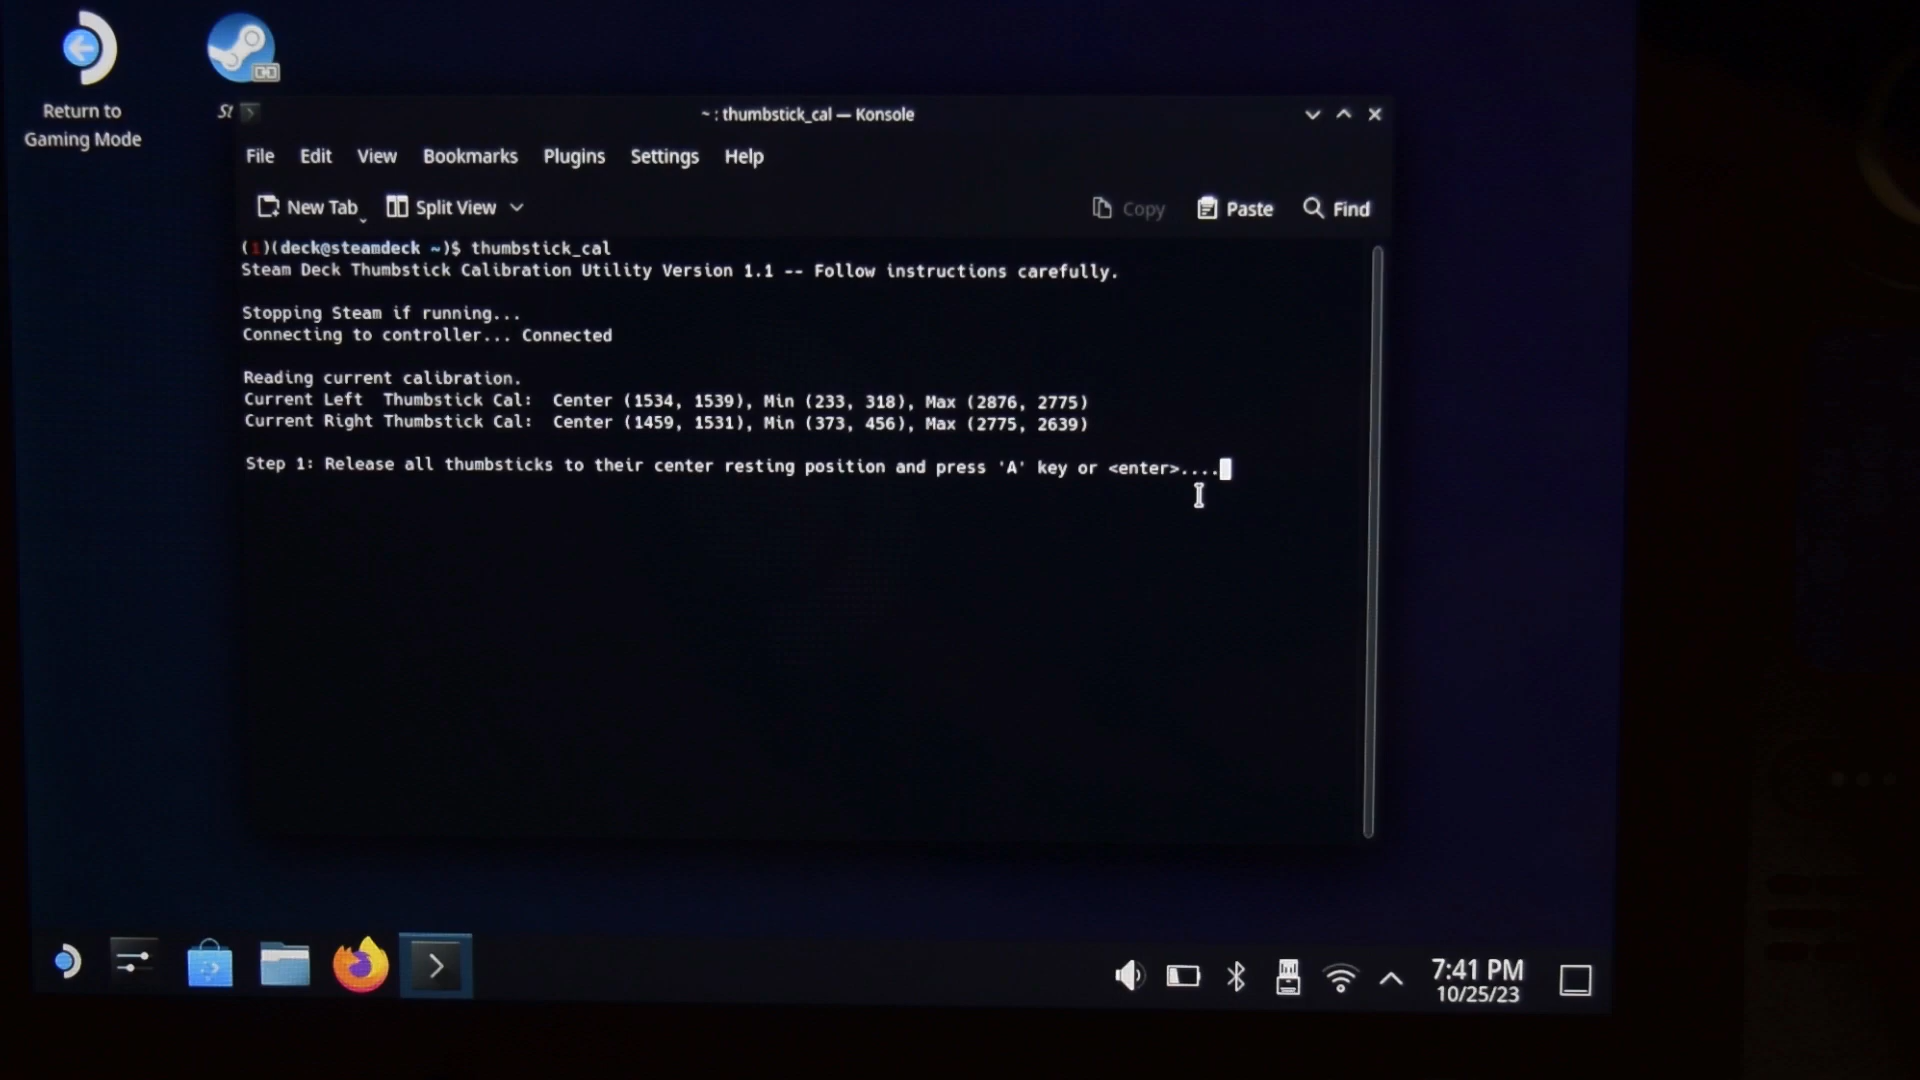 Return to
Gaming Mode
St
~ : thumbstick_cal — Konsole
File Edit View Bookmarks Plugins Settings Help
New Tab Split View Copy Paste Find
(1)(deck@steamdeck ~)$ thumbstick_cal
Steam Deck Thumbstick Calibration Utility Version 1.1 -- Follow instructions carefully.
Stopping Steam if running...
Connecting to controller... Connected
Reading current calibration.
Current Left  Thumbstick Cal:  Center (1534, 1539), Min (233, 318), Max (2876, 2775)
Current Right Thumbstick Cal:  Center (1459, 1531), Min (373, 456), Max (2775, 2639)
Step 1: Release all thumbsticks to their center resting position and press 'A' key or <enter>....
7:41 PM
10/25/23